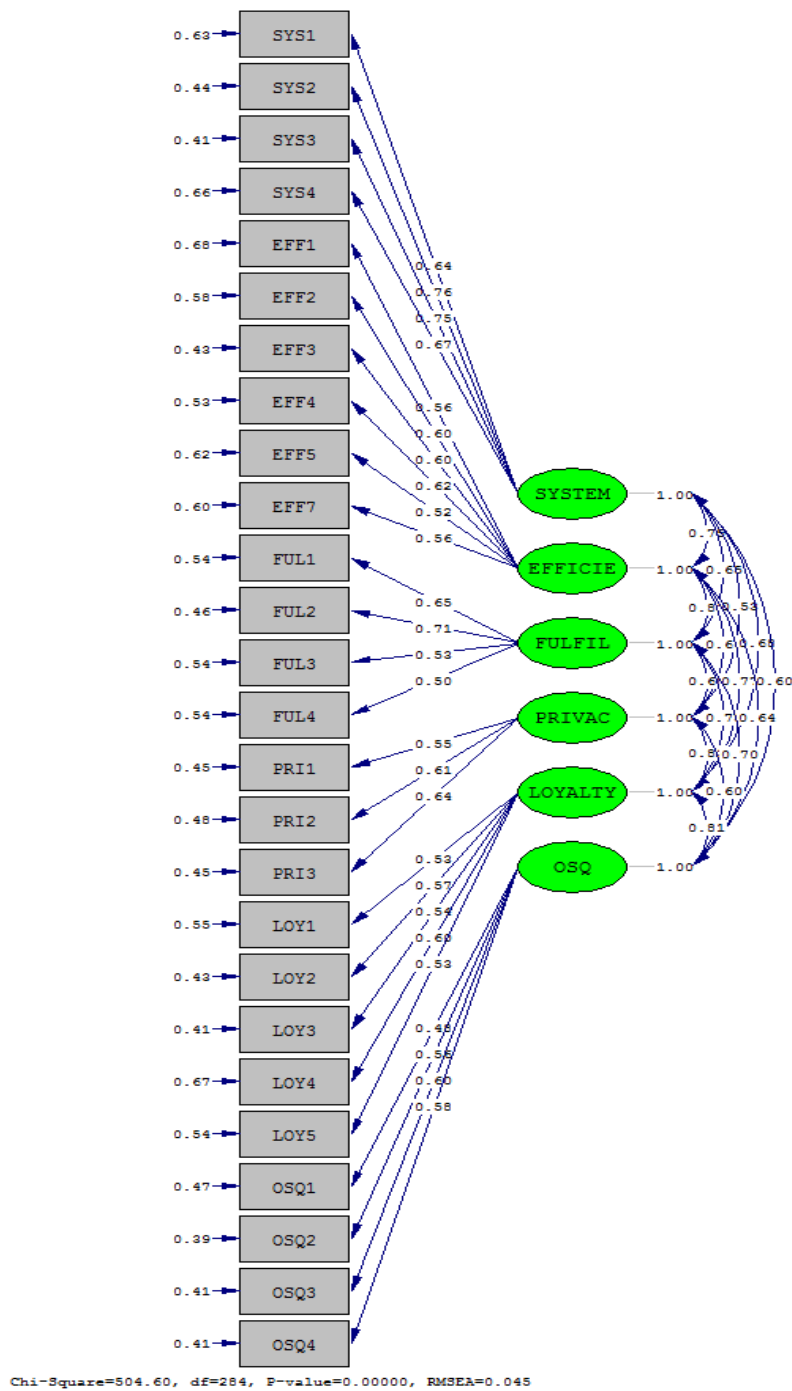 0.63 SYS1
0.44 SYS2
0.41 SYS3
0.66 SYS4
0.68 EFF1
0.58 EFF2
0.43 EFF3
0.53 EFF4
0.62 EFF5
0.60 EFF7
0.54 FUL1
0.46 FUL2
0.54 FUL3
0.54 FUL4
0.45 PRI1
0.48 PRI2
0.45 PRI3
0.55 LOY1
0.43 LOY2
0.41 LOY3
0.67 LOY4
0.54 LOY5
0.47 OSQ1
0.39 OSQ2
0.41 OSQ3
0.41 OSQ4
0.64
0.76
0.75
0.67
0.56
0.60
0.60
0.62
0.52
0.56
0.65
0.71
0.53
0.50
0.55
0.61
0.64
0.53
0.57
0.54
0.60
0.53
0.48
0.56
0.60
0.58
SYSTEM 1.00
EFFICIE 1.00
FULFIL 1.00
PRIVAC 1.00
LOYALTY 1.00
OSQ 1.00
0.65
0.53
0.60
0.64
0.70
0.60
0.81
Chi-Square=504.60, df=284, P-value=0.00000, RMSEA=0.045